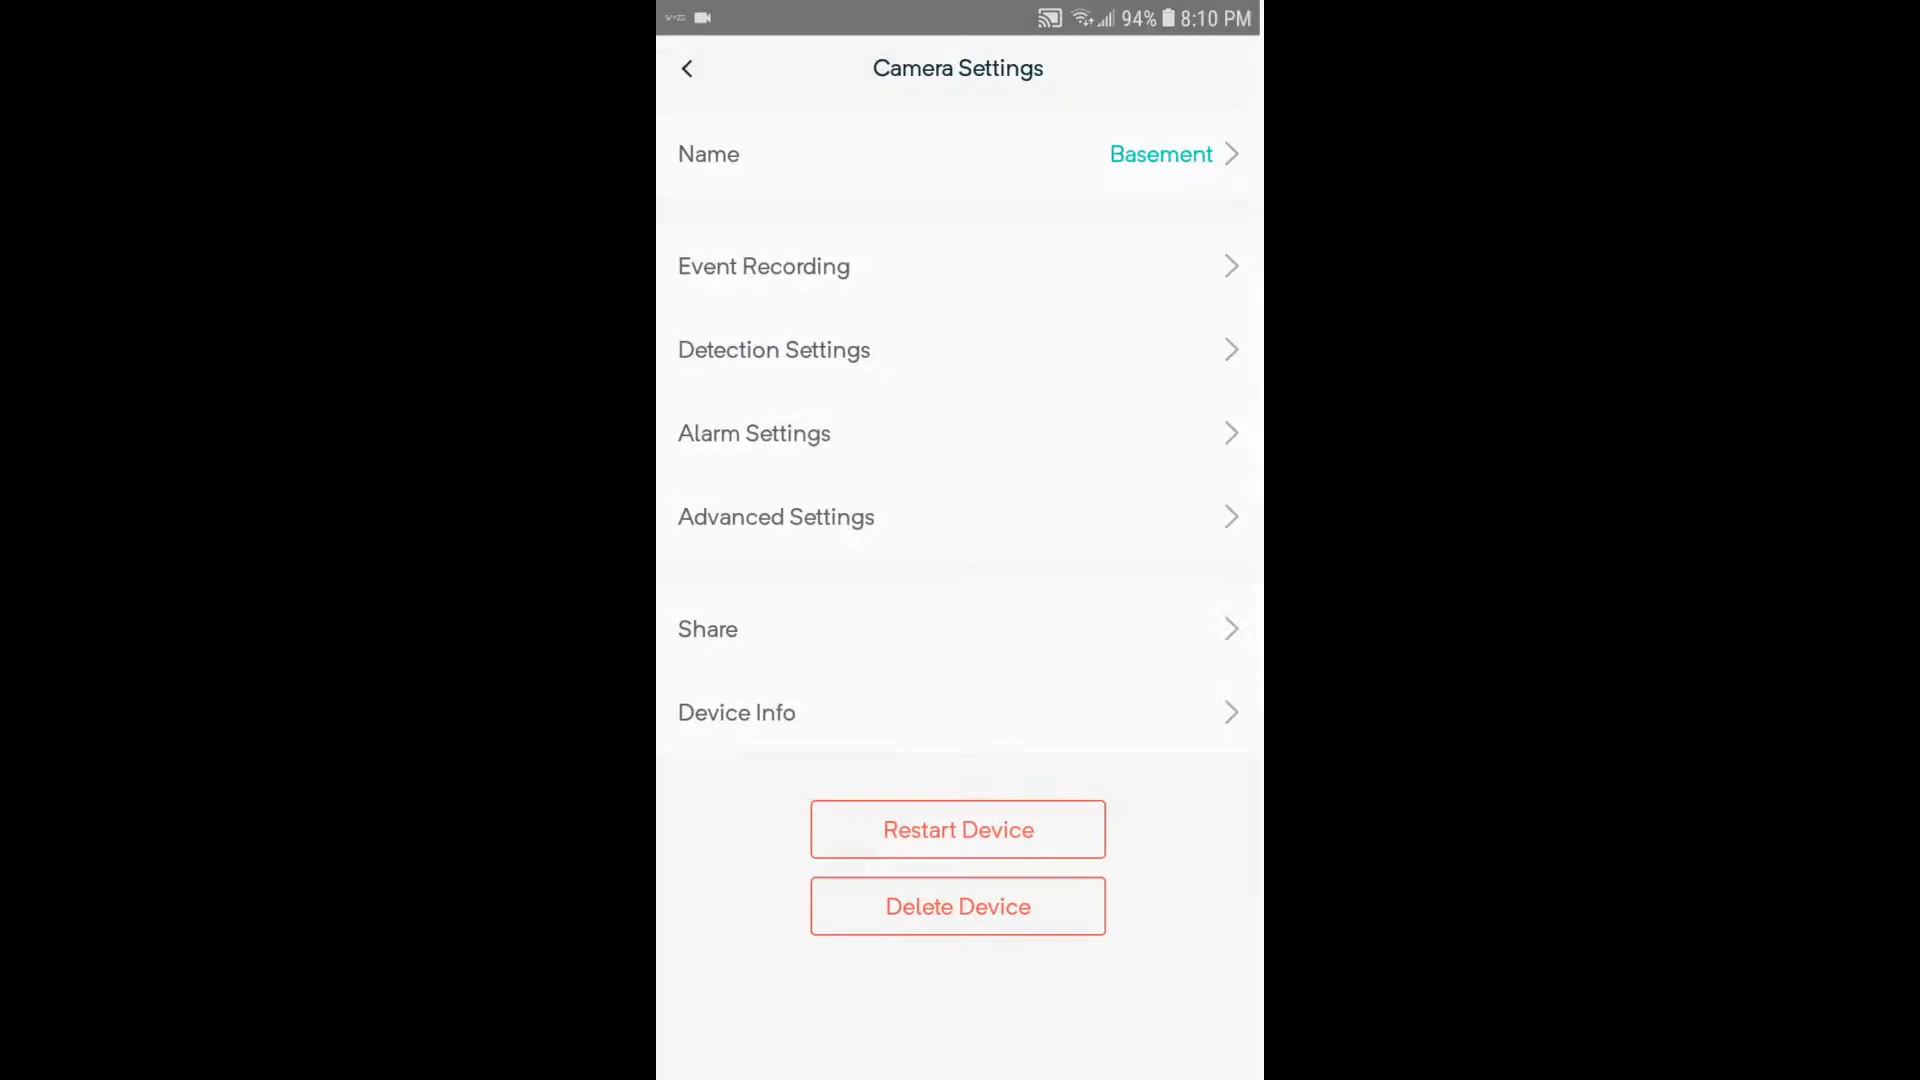 WYZE 94% 8:10 PM
Camera Settings
Name Basement
Event Recording
Detection Settings
Alarm Settings
Advanced Settings
Share
Device Info
Restart Device
Delete Device